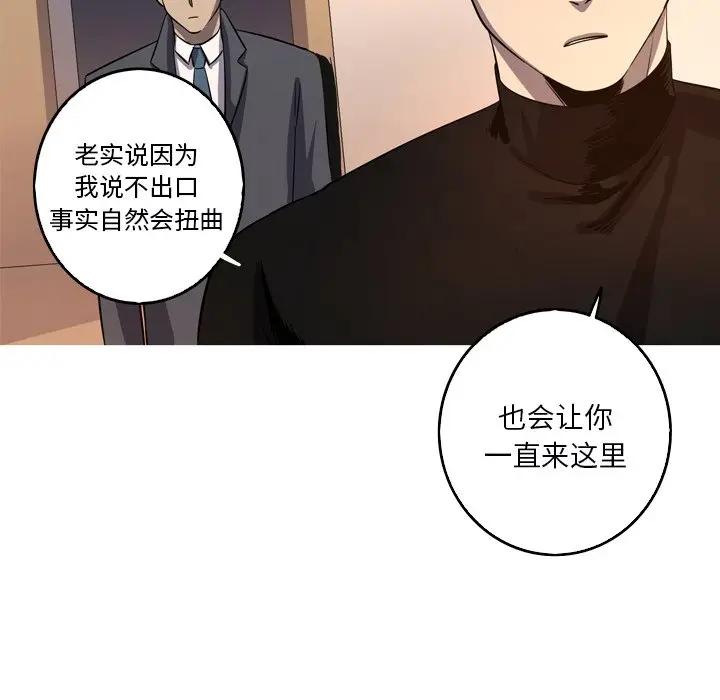 老实说因为
我说不出口
事实自然会扭曲
也会让你
一直来这里